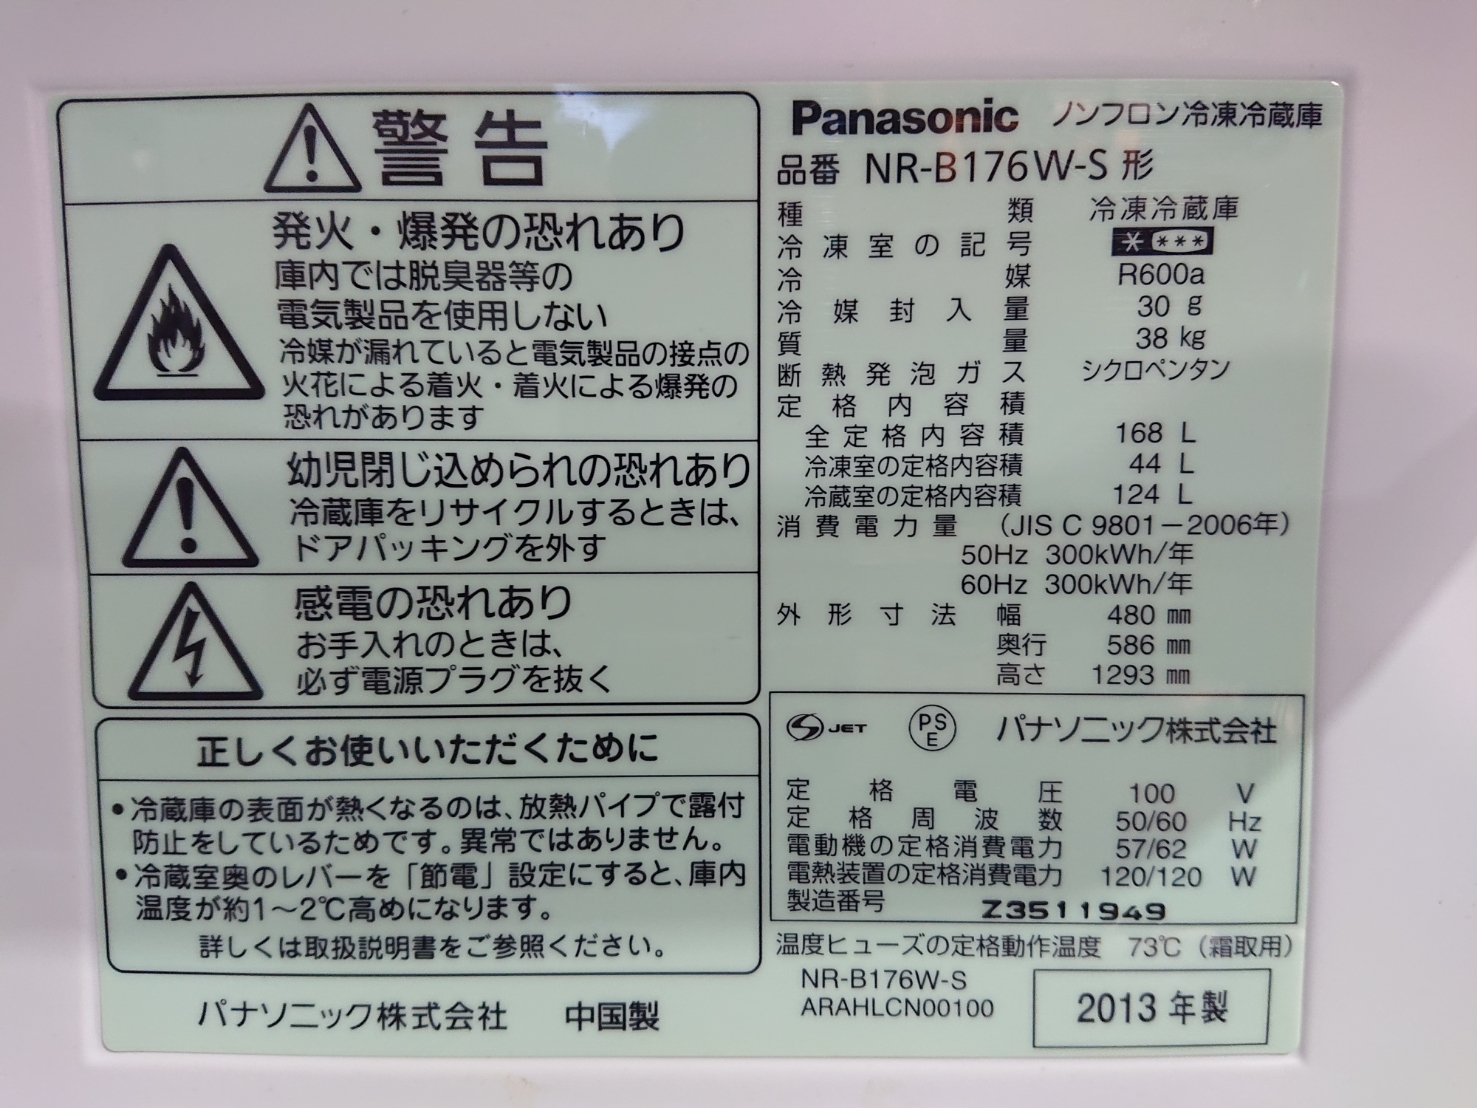 警告
発火・爆発の恐れあり
庫内では脱臭器等の
電気製品を使用しない
冷媒が漏れていると電気製品の接点の
火花による着火・着火による爆発の
恐れがあります
幼児閉じ込められの恐れあり
冷蔵庫をリサイクルするときは、
ドアパッキングを外す
感電の恐れあり
お手入れのときは、
必ず電源プラグを抜く
正しくお使いいただくために
•冷蔵庫の表面が熱くなるのは、放熱パイプで露付
防止をしているためです。異常ではありません。
•冷蔵室奥のレバーを「節電」設定にすると、庫内
温度が約1～2℃高めになります。
詳しくは取扱説明書をご参照ください。
パナソニック株式会社 中国製
Panasonic ノンフロン冷凍冷蔵庫
品番 NR-B176W-S 形
種類 冷凍冷蔵庫
冷凍室の記号 * ***
冷媒 R600a
冷媒封入量 30 g
質量 38 kg
断熱発泡ガス シクロペンタン
定格内容積
全定格内容積 168 L
冷凍室の定格内容積 44 L
冷蔵室の定格内容積 124 L
消費電力量 (JIS C 9801－2006年)
50Hz 300kWh/年
60Hz 300kWh/年
外形寸法 幅 480 ㎜
奥行 586 ㎜
高さ 1293 ㎜
S JET PS E パナソニック株式会社
定格電圧 100 V
定格周波数 50/60 Hz
電動機の定格消費電力 57/62 W
電熱装置の定格消費電力 120/120 W
製造番号 Z3511949
温度ヒューズの定格動作温度 73℃（霜取用）
NR-B176W-S
ARAHLCN00100
2013 年製